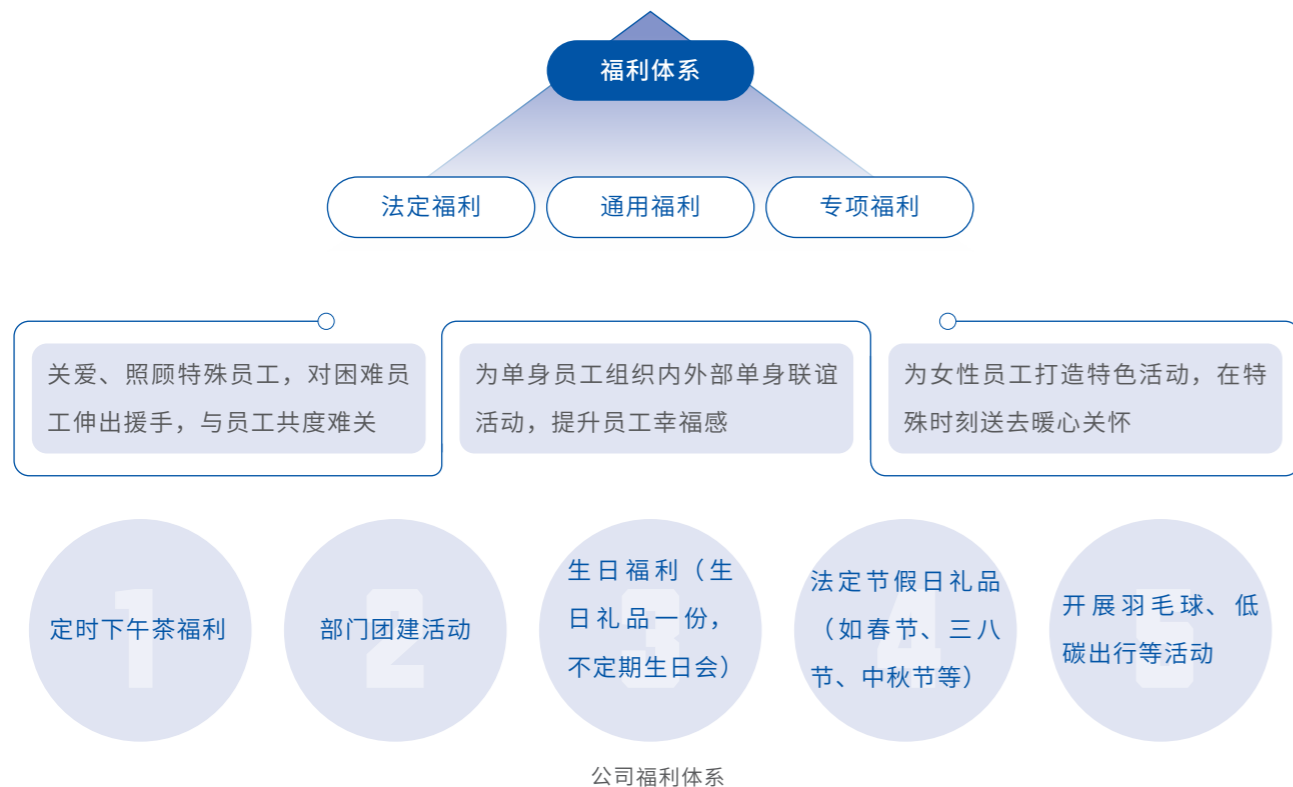 福利体系
法定福利
通用福利
专项福利
关爱、照顾特殊员工，对困难员
工伸出援手，与员工共度难关
为单身员工组织内外部单身联谊
活动，提升员工幸福感
为女性员工打造特色活动，在特
殊时刻送去暖心关怀
1
定时下午茶福利
2
部门团建活动
3
生日福利（生
日礼品一份，
不定期生日会）
4
法定节假日礼品
（如春节、三八
节、中秋节等）
5
开展羽毛球、低
碳出行等活动
公司福利体系